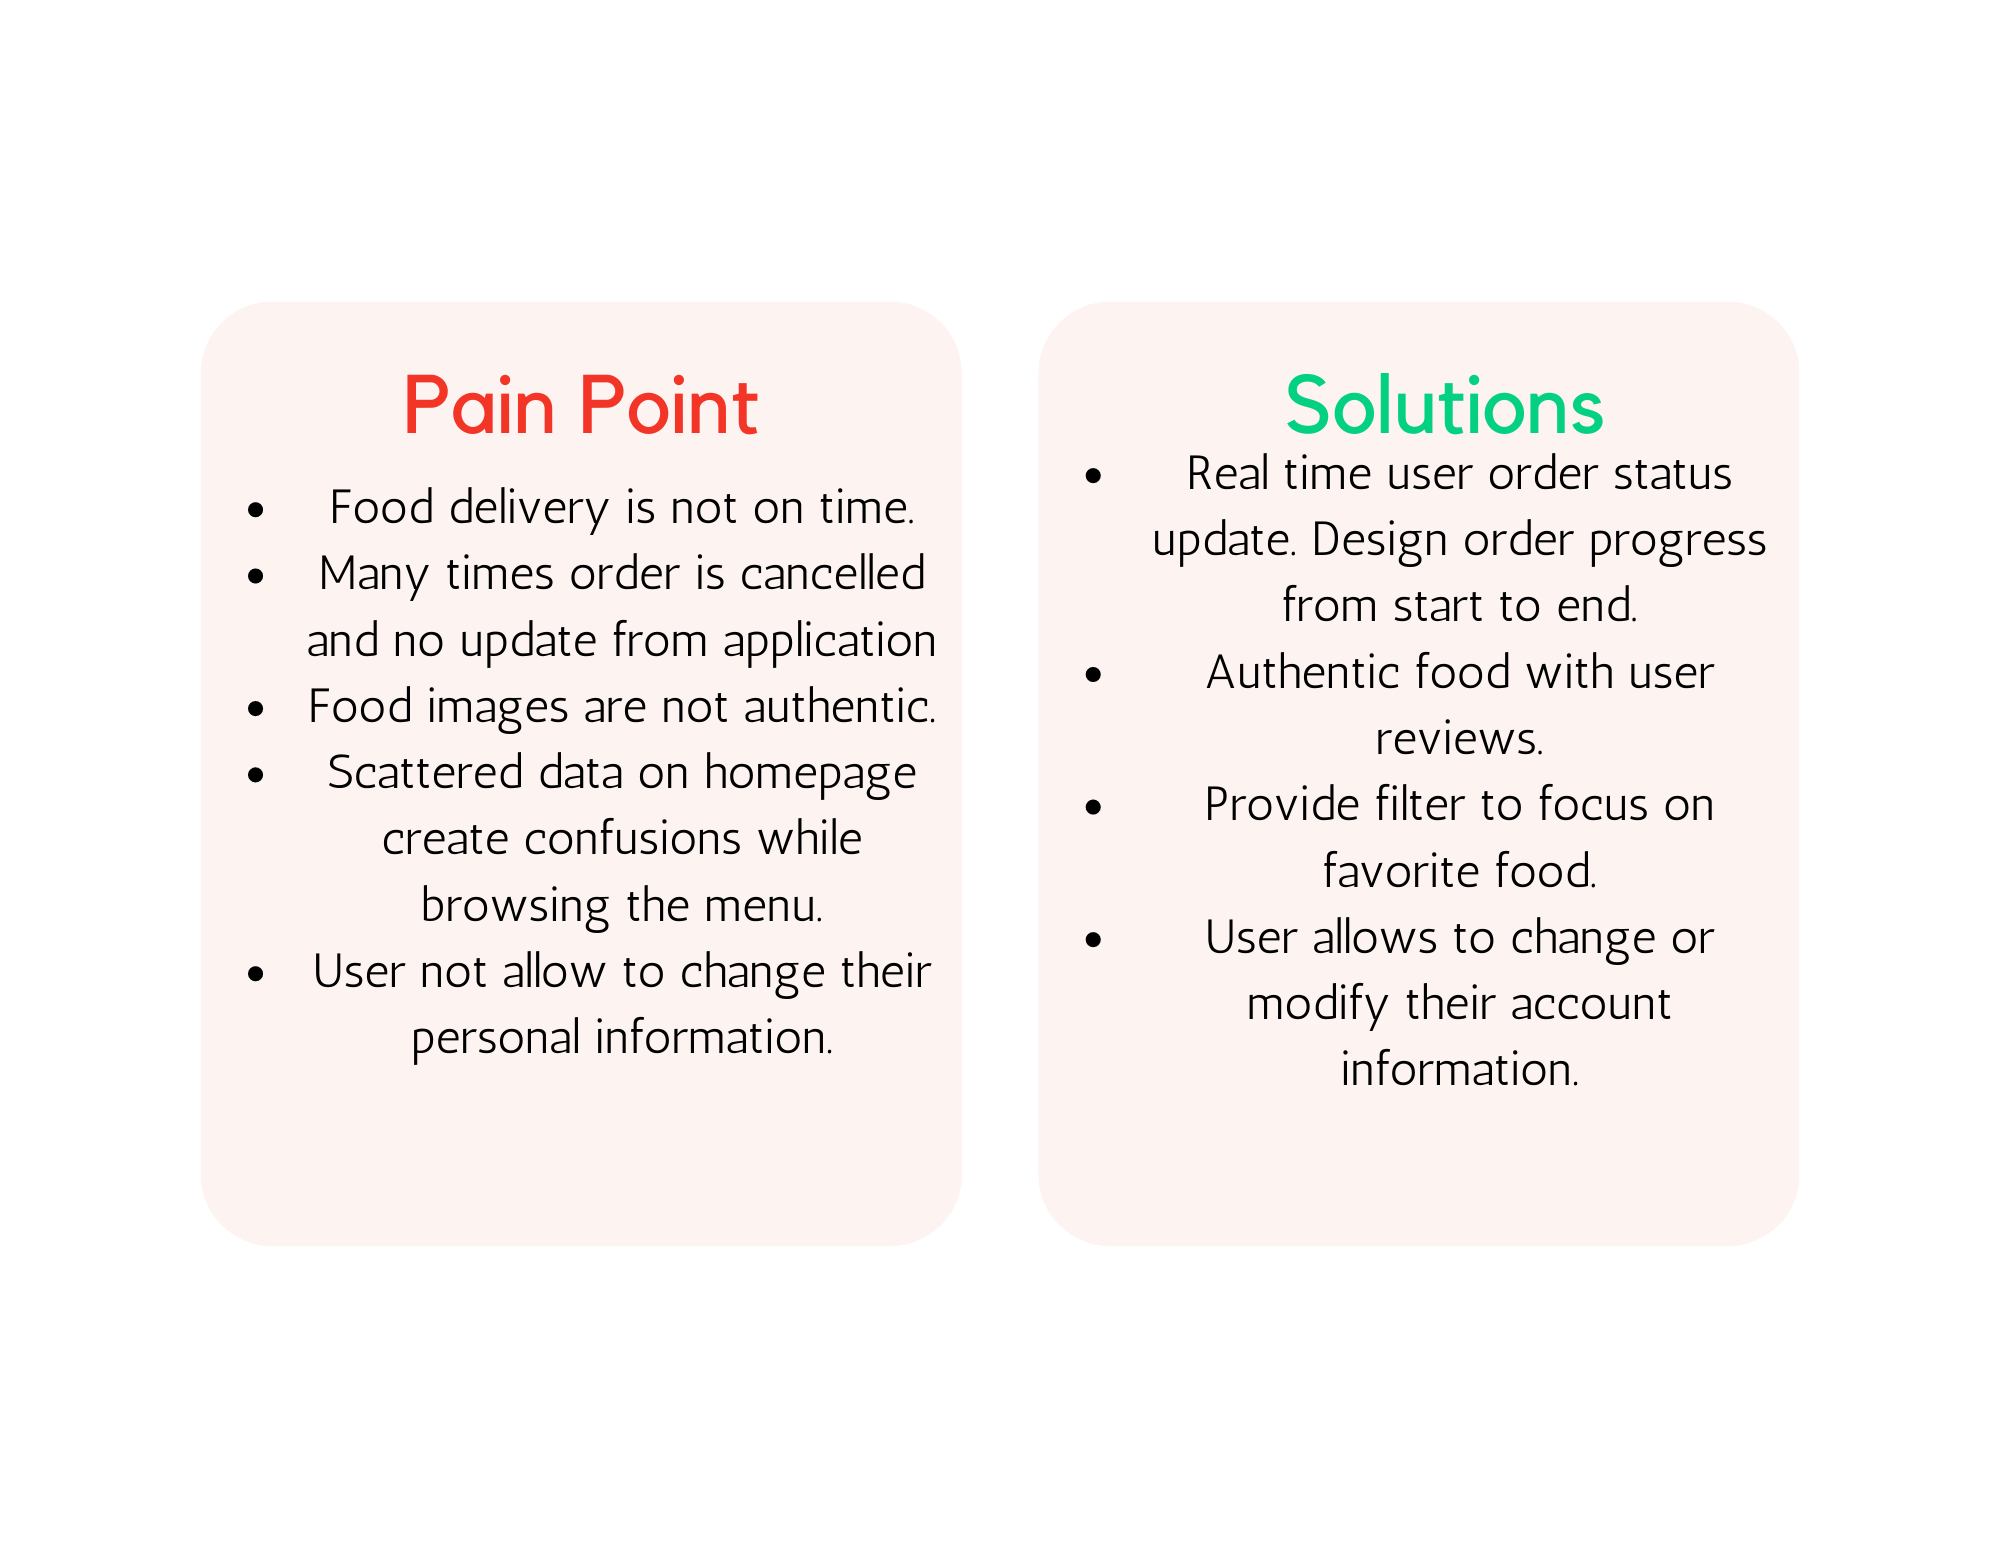 Pain Point
• Food delivery is not on time.
• Many times order is cancelled
and no update from application
• Food images are not authentic.
• Scattered data on homepage
create confusions while
browsing the menu.
• User not allow to change their
personal information.
Solutions
• Real time user order status
update. Design order progress
from start to end.
• Authentic food with user
reviews.
• Provide filter to focus on
favorite food.
• User allows to change or
modify their account
information.